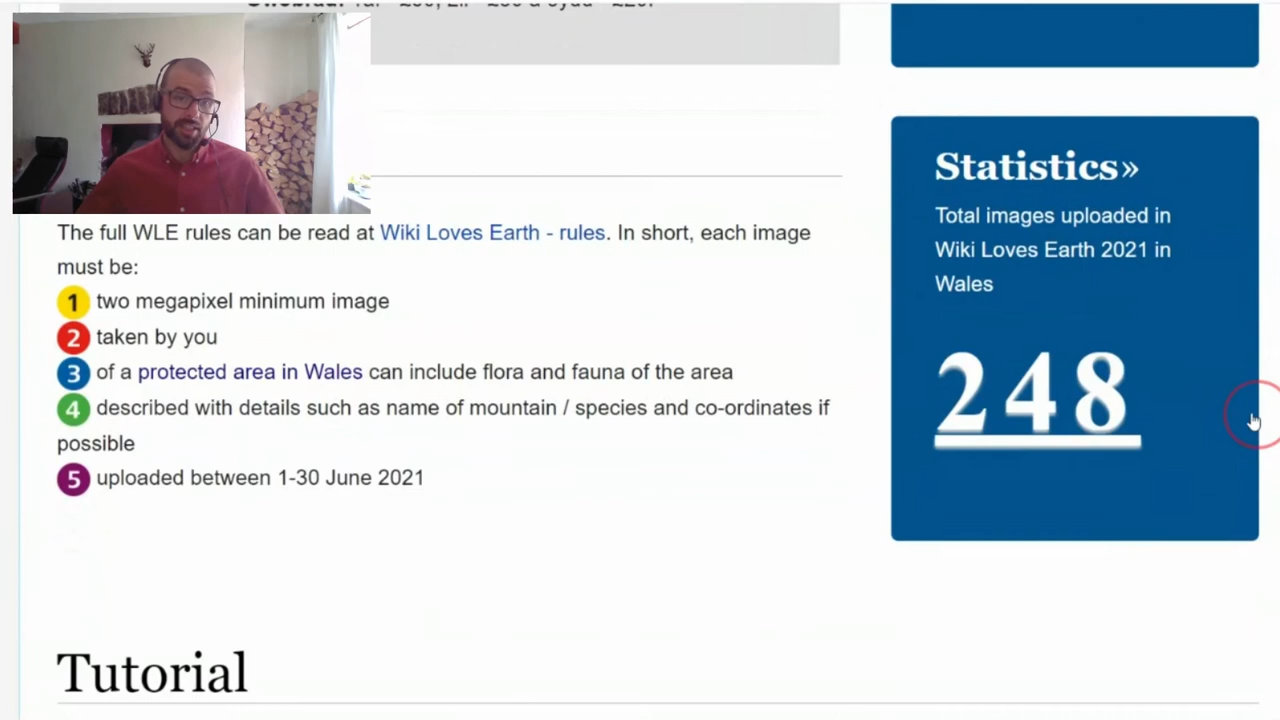 The full WLE rules can be read at Wiki Loves Earth - rules. In short, each image
must be:
1 two megapixel minimum image
2 taken by you
3 of a protected area in Wales can include flora and fauna of the area
4 described with details such as name of mountain / species and co-ordinates if
possible
5 uploaded between 1-30 June 2021
Tutorial
Statistics»
Total images uploaded in
Wiki Loves Earth 2021 in
Wales
248